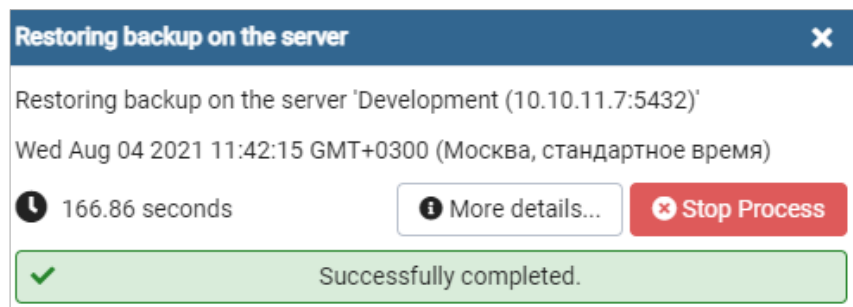 Restoring backup on the server
Restoring backup on the server 'Development (10.10.11.7:5432)'
Wed Aug 04 2021 11:42:15 GMT+0300 (Москва, стандартное время)
166.86 seconds More details... Stop Process
Successfully completed.